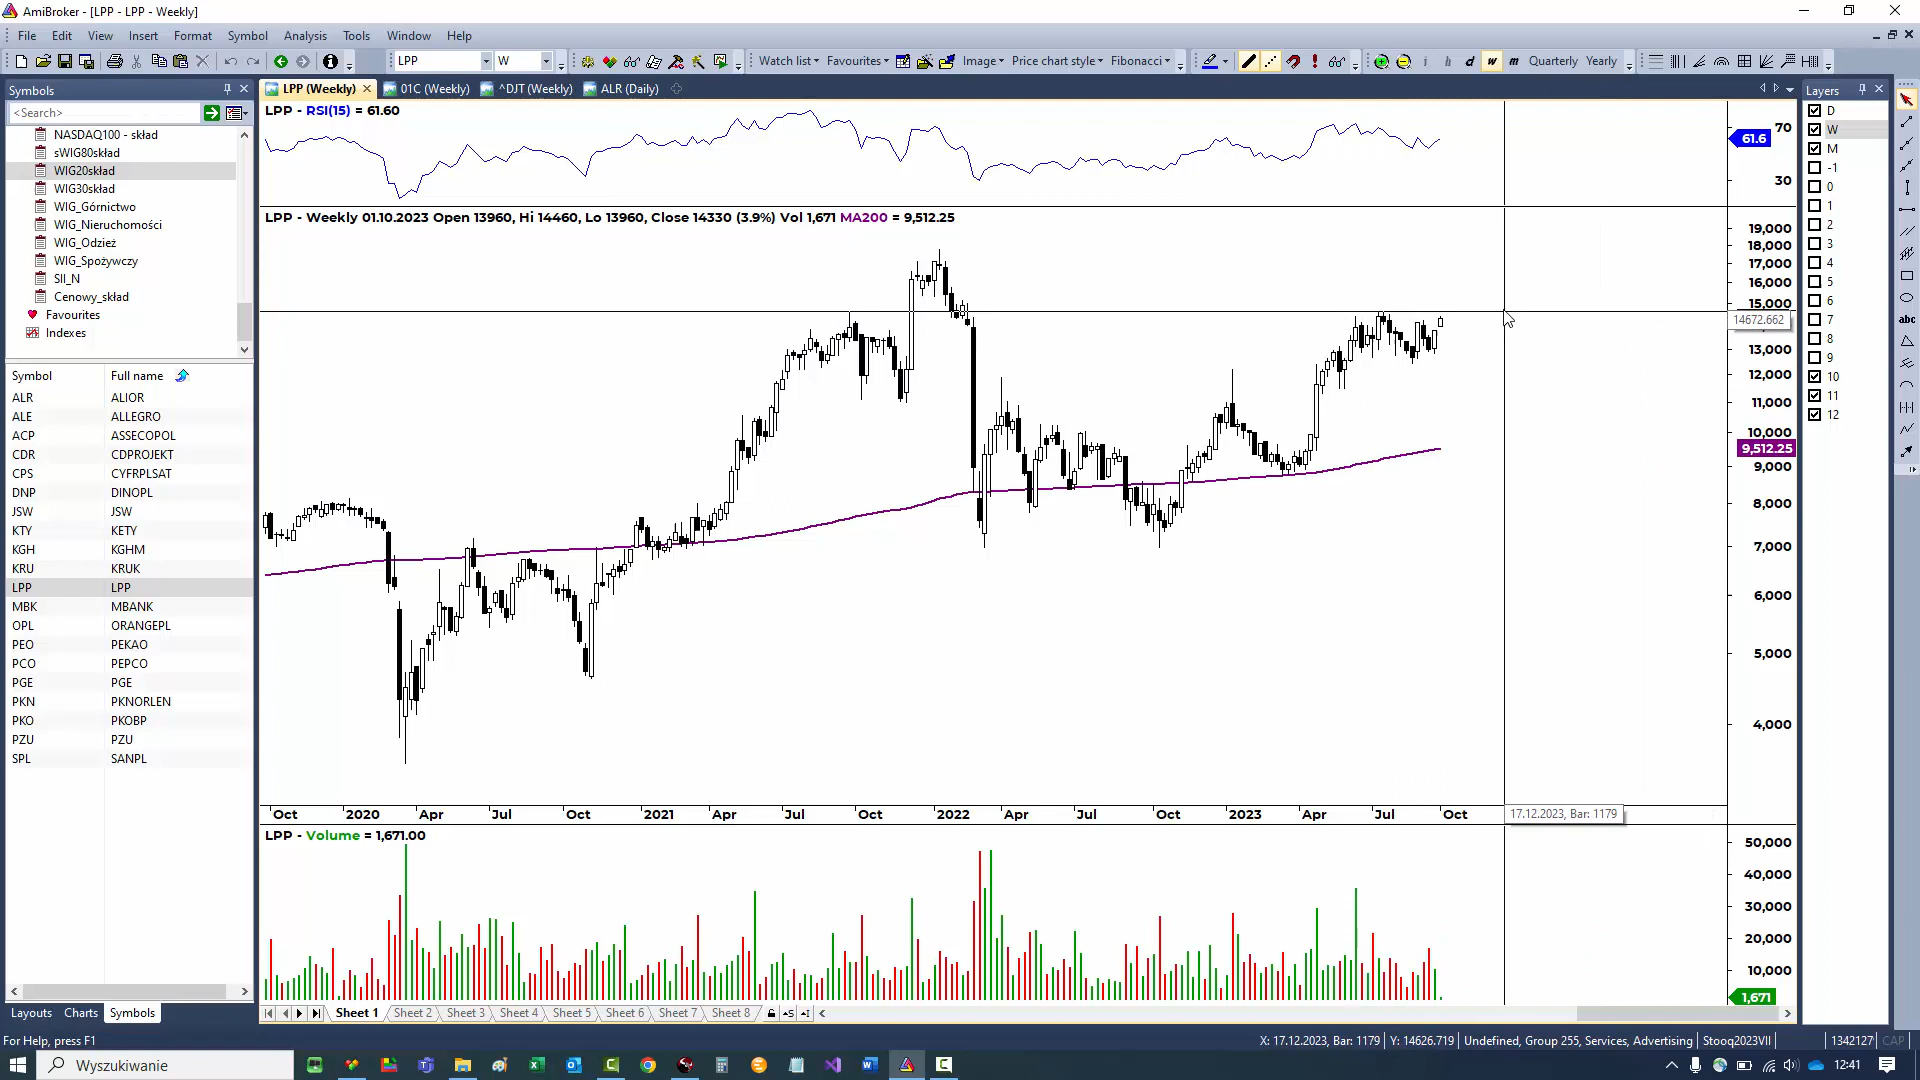 AmiBroker - [LPP - LPP - Weekly]
File Edit View Insert Format Symbol Analysis Tools Window Help
LPP W Watch list Favourites Image Price chart style Fibonacci h d w m Quarterly Yearly
Symbols
<Search>
NASDAQ100 - skład
sWIG80skład
WIG20skład
WIG30skład
WIG_Górnictwo
WIG_Nieruchomości
WIG_Odzież
WIG_Spożywczy
SII_N
Cenowy_skład
Favourites
Indexes
Symbol Full name
ALR ALIOR
ALE ALLEGRO
ACP ASSECOPOL
CDR CDPROJEKT
CPS CYFRPLSAT
DNP DINOPL
JSW JSW
KTY KETY
KGH KGHM
KRU KRUK
LPP LPP
MBK MBANK
OPL ORANGEPL
PEO PEKAO
PCO PEPCO
PGE PGE
PKN PKNORLEN
PKO PKOBP
PZU PZU
SPL SANPL
Layouts Charts Symbols
LPP (Weekly) 01C (Weekly) ^DJT (Weekly) ALR (Daily)
LPP - RSI(15) = 61.60
70
61.6
30
LPP - Weekly 01.10.2023 Open 13960, Hi 14460, Lo 13960, Close 14330 (3.9%) Vol 1,671 MA200 = 9,512.25
19,000
18,000
17,000
16,000
15,000
14672.662
13,000
12,000
11,000
10,000
9,512.25
9,000
8,000
7,000
6,000
5,000
4,000
Oct 2020 Apr Jul Oct 2021 Apr Jul Oct 2022 Apr Jul Oct 2023 Apr Jul Oct
17.12.2023, Bar: 1179
LPP - Volume = 1,671.00
50,000
40,000
30,000
20,000
10,000
1,671
Sheet 1 Sheet 2 Sheet 3 Sheet 4 Sheet 5 Sheet 6 Sheet 7 Sheet 8
Layers
D
W
M
-1
0
1
2
3
4
5
6
7
8
9
10
11
12
abc
For Help, press F1
X: 17.12.2023, Bar: 1179 Y: 14626.719 Undefined, Group 255, Services, Advertising Stooq2023VII 1342127 CAP
Wyszukiwanie
12:41